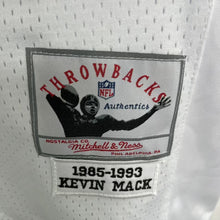 THROWBACKS
NFL
Authentics
NOSTALGIA CO.
Mitchell & Ness
PHILADELPHIA, PA
1985-1993
KEVIN MACK